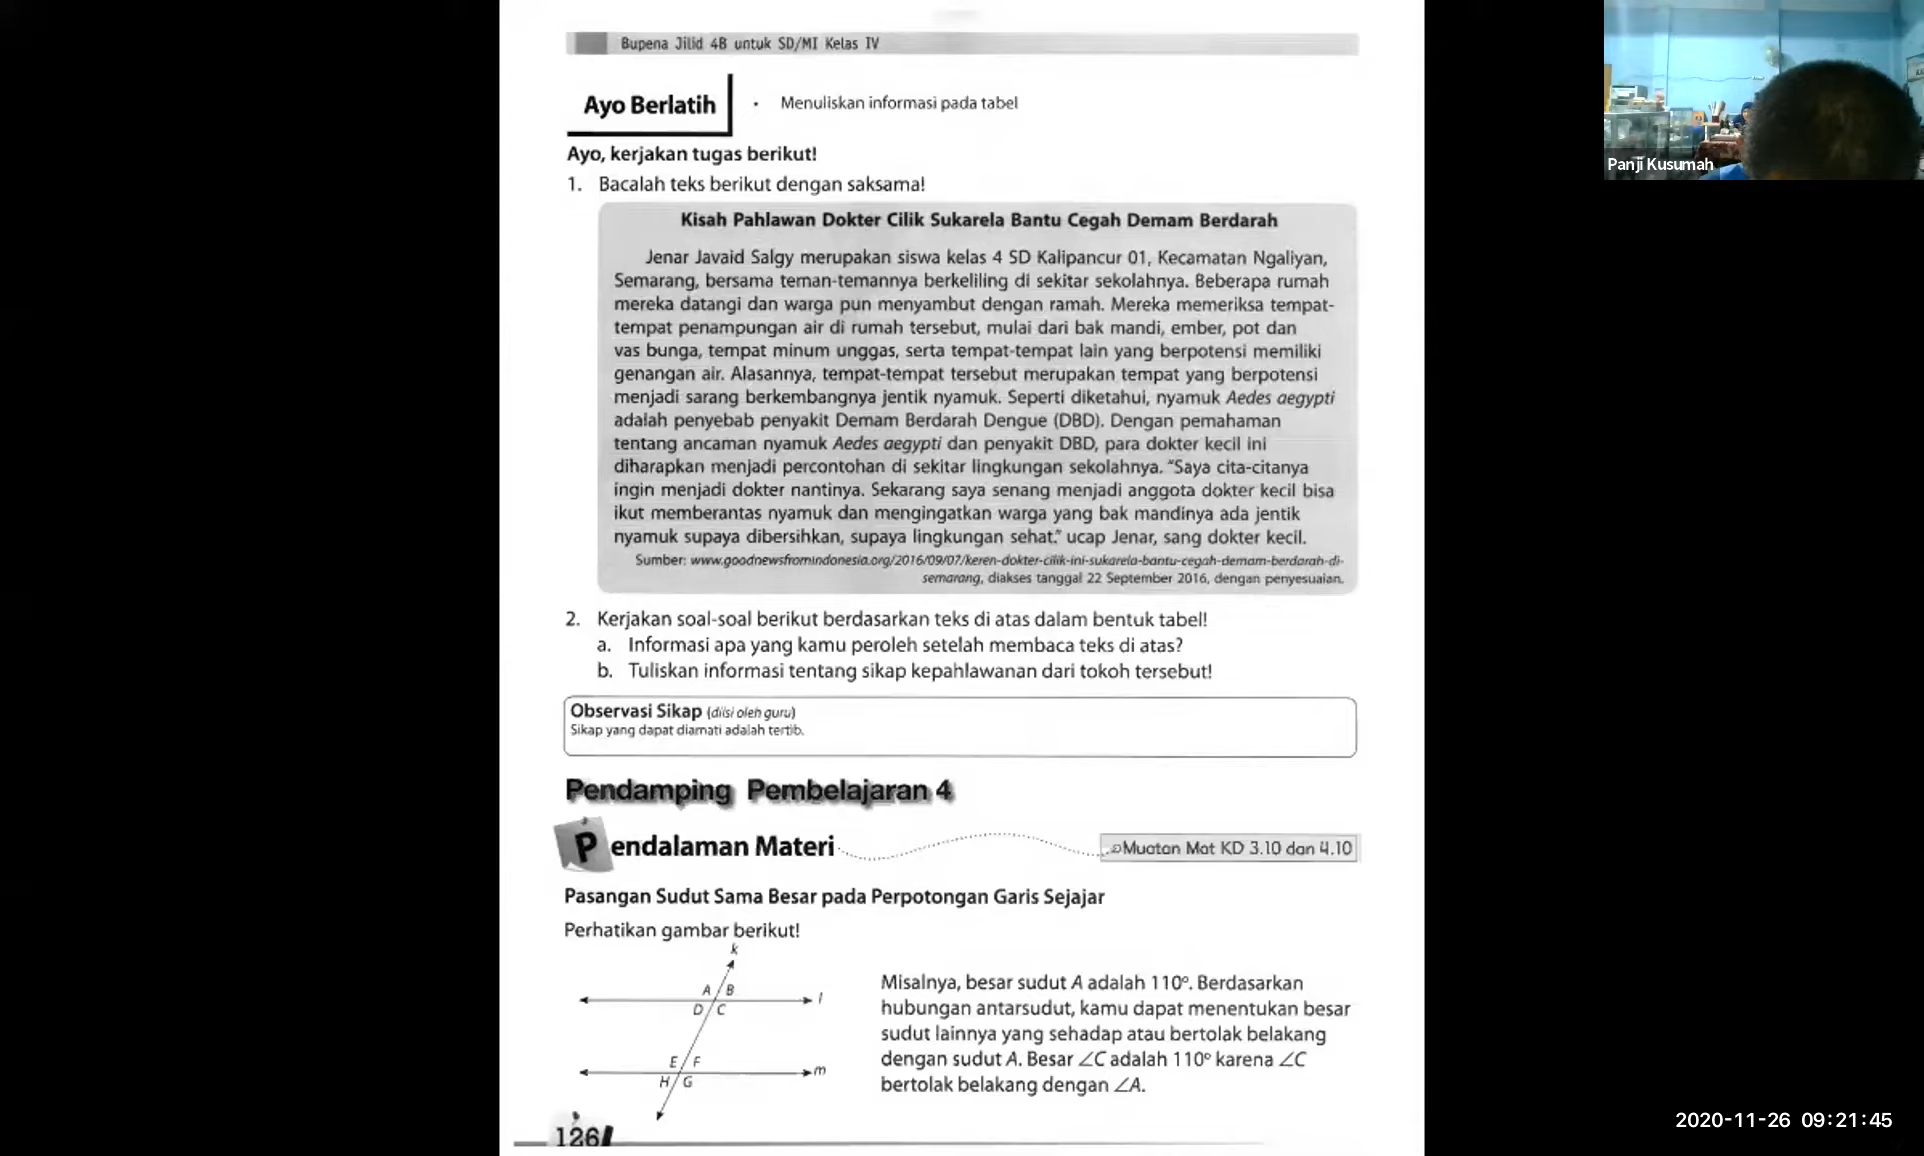 Bupena Jilid 4B untuk SD/MI Kelas IV
Ayo Berlatih
• Menuliskan informasi pada tabel
Ayo, kerjakan tugas berikut!
1. Bacalah teks berikut dengan saksama!
Kisah Pahlawan Dokter Cilik Sukarela Bantu Cegah Demam Berdarah
Jenar Javaid Salgy merupakan siswa kelas 4 SD Kalipancur 01, Kecamatan Ngaliyan,
Semarang, bersama teman-temannya berkeliling di sekitar sekolahnya. Beberapa rumah
mereka datangi dan warga pun menyambut dengan ramah. Mereka memeriksa tempat-
tempat penampungan air di rumah tersebut, mulai dari bak mandi, ember, pot dan
vas bunga, tempat minum unggas, serta tempat-tempat lain yang berpotensi memiliki
genangan air. Alasannya, tempat-tempat tersebut merupakan tempat yang berpotensi
menjadi sarang berkembangnya jentik nyamuk. Seperti diketahui, nyamuk Aedes aegypti
adalah penyebab penyakit Demam Berdarah Dengue (DBD). Dengan pemahaman
tentang ancaman nyamuk Aedes aegypti dan penyakit DBD, para dokter kecil ini
diharapkan menjadi percontohan di sekitar lingkungan sekolahnya. "Saya cita-citanya
ingin menjadi dokter nantinya. Sekarang saya senang menjadi anggota dokter kecil bisa
ikut memberantas nyamuk dan mengingatkan warga yang bak mandinya ada jentik
nyamuk supaya dibersihkan, supaya lingkungan sehat." ucap Jenar, sang dokter kecil.
Sumber: www.goodnewsfromindonesia.org/2016/09/07/keren-dokter-cilik-ini-sukarela-bantu-cegah-demam-berdarah-di-
semarang, diakses tanggal 22 September 2016, dengan penyesuaian.
2. Kerjakan soal-soal berikut berdasarkan teks di atas dalam bentuk tabel!
a. Informasi apa yang kamu peroleh setelah membaca teks di atas?
b. Tuliskan informasi tentang sikap kepahlawanan dari tokoh tersebut!
Observasi Sikap (diisi oleh guru)
Sikap yang dapat diamati adalah tertib.
Pendamping Pembelajaran 4
Pendalaman Materi
Muatan Mat KD 3.10 dan 4.10
Pasangan Sudut Sama Besar pada Perpotongan Garis Sejajar
Perhatikan gambar berikut!
k
A B
l
D C
E F
m
H G
Misalnya, besar sudut A adalah 110°. Berdasarkan
hubungan antarsudut, kamu dapat menentukan besar
sudut lainnya yang sehadap atau bertolak belakang
dengan sudut A. Besar ∠C adalah 110° karena ∠C
bertolak belakang dengan ∠A.
126
Panji Kusumah
2020-11-26 09:21:45